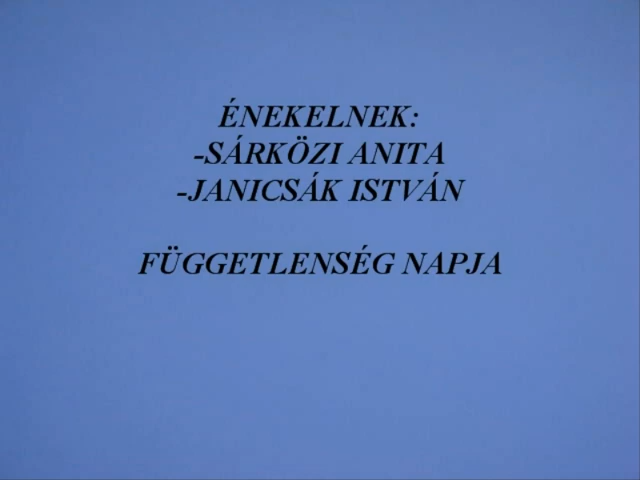 ÉNEKELNEK:
-SÁRKÖZI ANITA
-JANICSÁK ISTVÁN
FÜGGETLENSÉG NAPJA